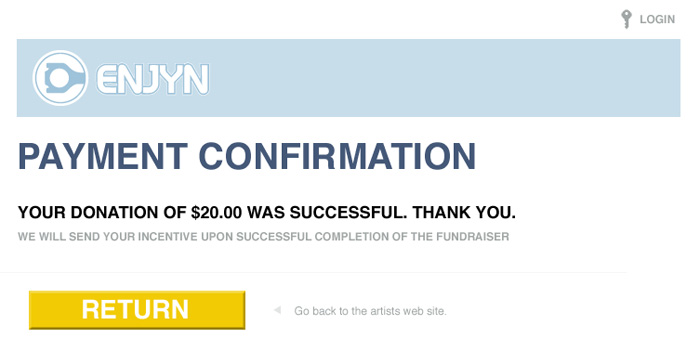 LOGIN
ENJYN
PAYMENT CONFIRMATION
YOUR DONATION OF $20.00 WAS SUCCESSFUL. THANK YOU.
WE WILL SEND YOUR INCENTIVE UPON SUCCESSFUL COMPLETION OF THE FUNDRAISER
RETURN
Go back to the artists web site.